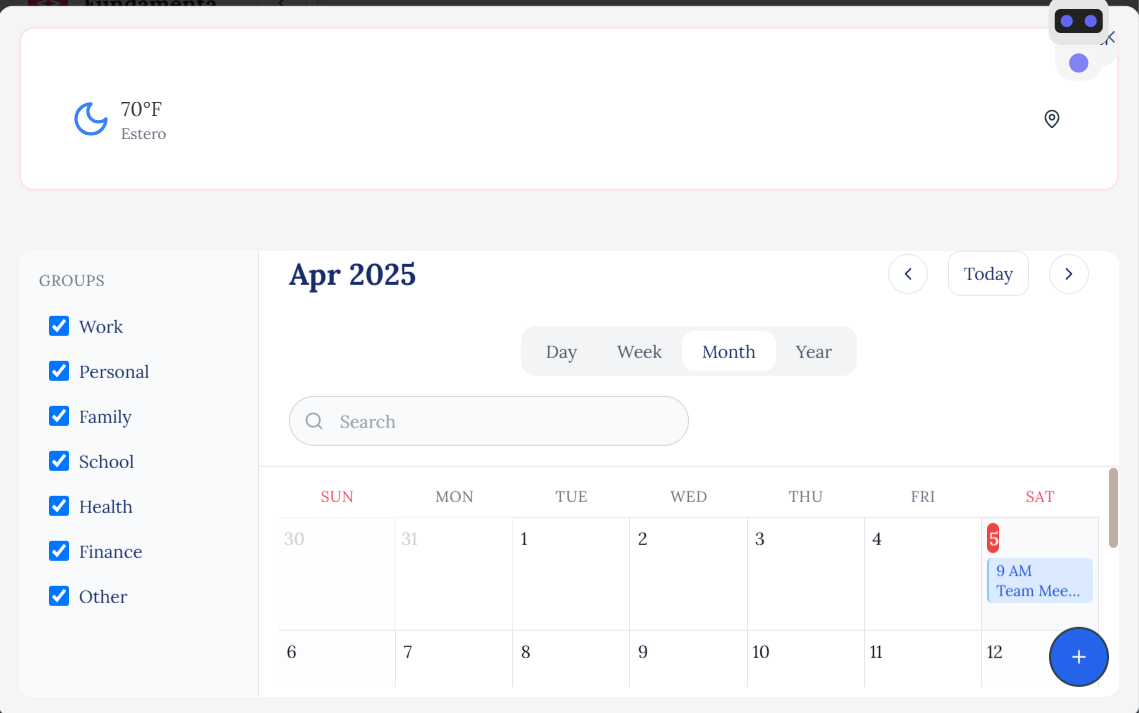 kundamenta
70°F
Estero
GROUPS
Work
Personal
Family
School
Health
Finance
Other
Apr 2025
Today
Day Week Month Year
Search
SUN MON TUE WED THU FRI SAT
30 31 1 2 3 4 5
9 AM
Team Mee...
6 7 8 9 10 11 12